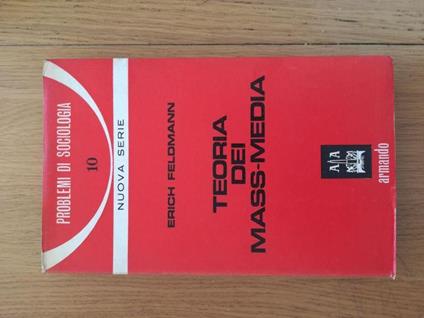 PROBLEMI DI SOCIOLOGIA
10
NUOVA SERIE
ERICH FELDMANN
TEORIA
DEI
MASS-MEDIA
armando